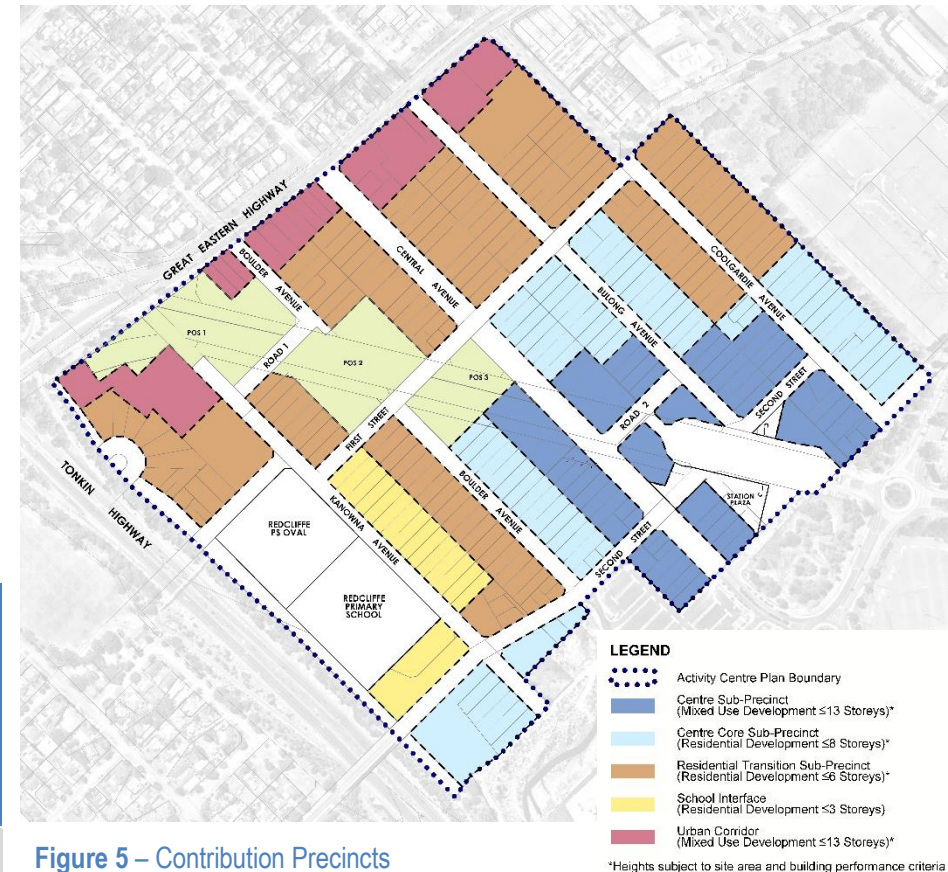 GREAT EASTERN HIGHWAY
BOULDER
AVENUE
CENTRAL
AVENUE
COOLGARDIE
AVENUE
BULONG
AVENUE
POS 1
ROAD 1
POS 2
POS 3
FIRST STREET
ROAD 2
SECOND STREET
TONKIN
HIGHWAY
KANOWNA
AVENUE
BOULDER
AVENUE
SECOND STREET
STATION
PLAZA
REDCLIFFE
PS OVAL
REDCLIFFE
PRIMARY
SCHOOL
LEGEND
Activity Centre Plan Boundary
Centre Sub-Precinct
(Mixed Use Development ≤13 Storeys)*
Centre Core Sub-Precinct
(Residential Development ≤8 Storeys)*
Residential Transition Sub-Precinct
(Residential Development ≤6 Storeys)*
School Interface
(Residential Development ≤3 Storeys)
Urban Corridor
(Mixed Use Development ≤13 Storeys)*
*Heights subject to site area and building performance criteria
Figure 5 – Contribution Precincts